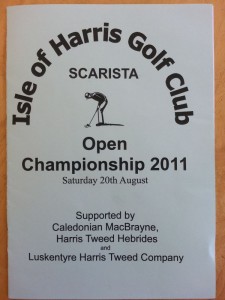 Isle of Harris Golf Club
SCARISTA
Open
Championship 2011
Saturday 20th August
Supported by
Caledonian MacBrayne,
Harris Tweed Hebrides
and
Luskentyre Harris Tweed Company